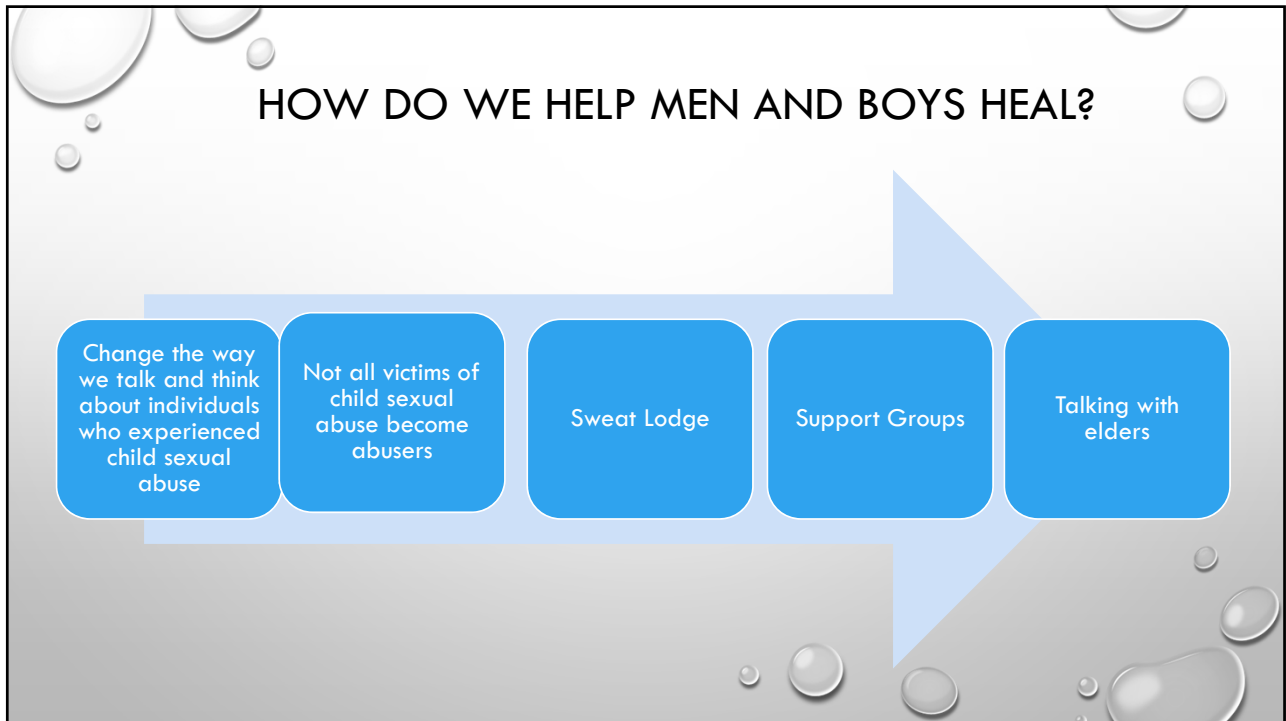 HOW DO WE HELP MEN AND BOYS HEAL?
Change the way
we talk and think
about individuals
who experienced
child sexual
abuse
Not all victims of
child sexual
abuse become
abusers
Sweat Lodge
Support Groups
Talking with
elders